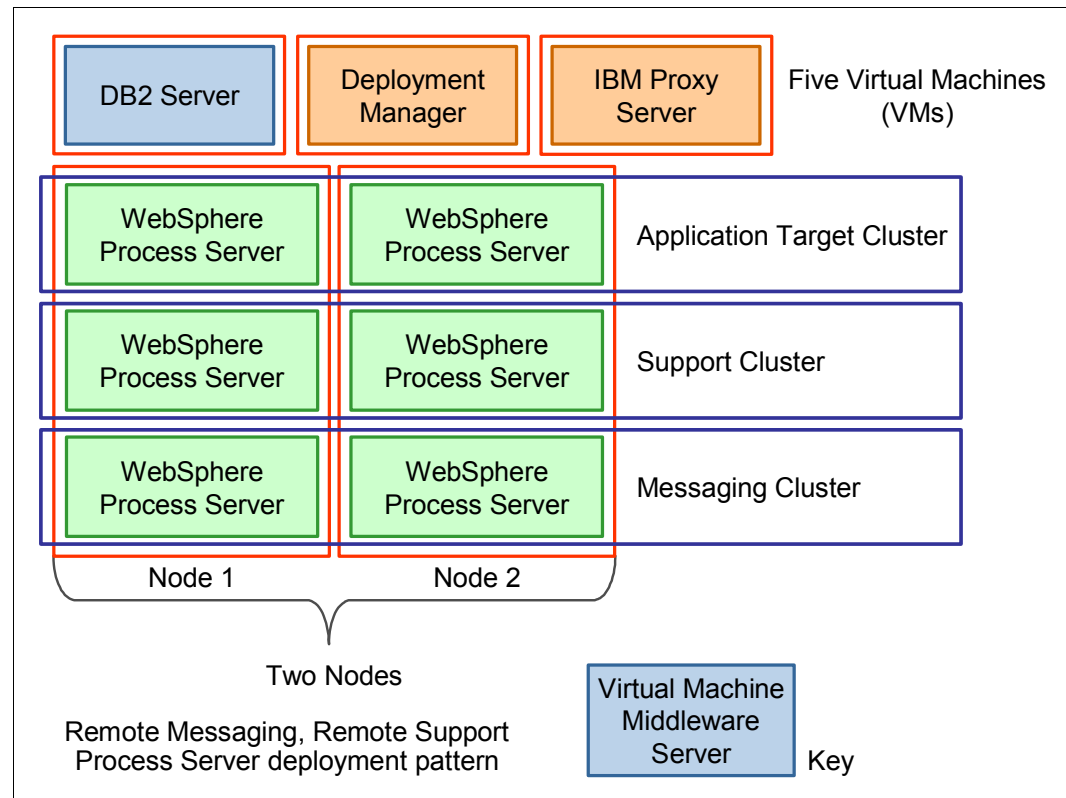 DB2 Server
Deployment
Manager
IBM Proxy
Server
Five Virtual Machines
(VMs)
WebSphere
Process Server
WebSphere
Process Server
Application Target Cluster
WebSphere
Process Server
WebSphere
Process Server
Support Cluster
WebSphere
Process Server
WebSphere
Process Server
Messaging Cluster
Node 1
Node 2
Two Nodes
Remote Messaging, Remote Support
Process Server deployment pattern
Virtual Machine
Middleware
Server
Key